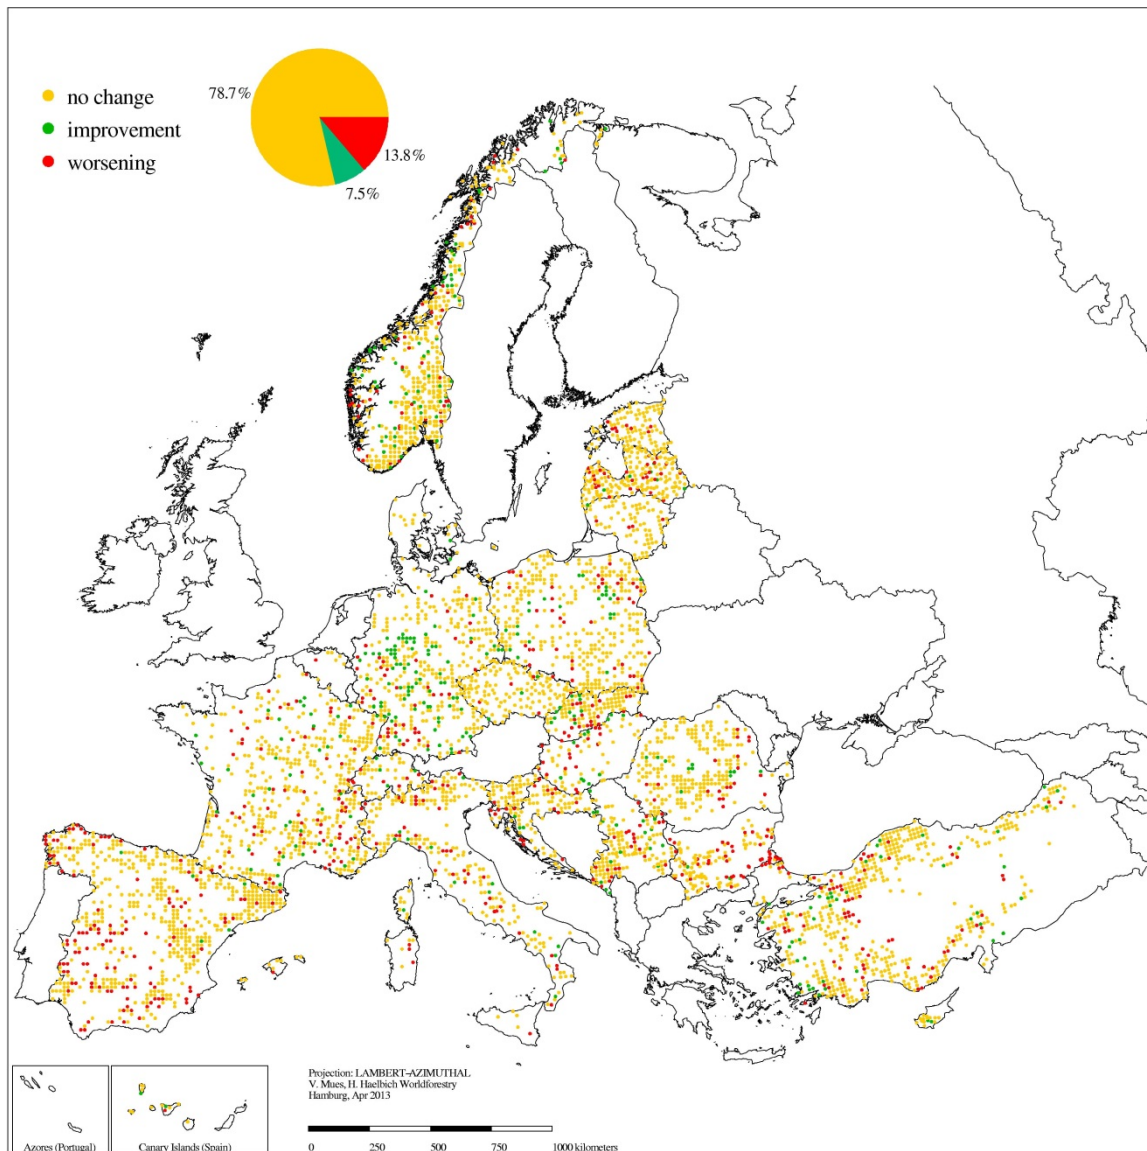 78.7%
no change
improvement
worsening
13.8%
7.5%
Projection: LAMBERT-AZIMUTHAL
V. Mues, H. Haelbich Worldforestry
Hamburg, Apr 2013
Azores (Portugal)
Canary Islands (Spain)
0 250 500 750 1000 kilometers